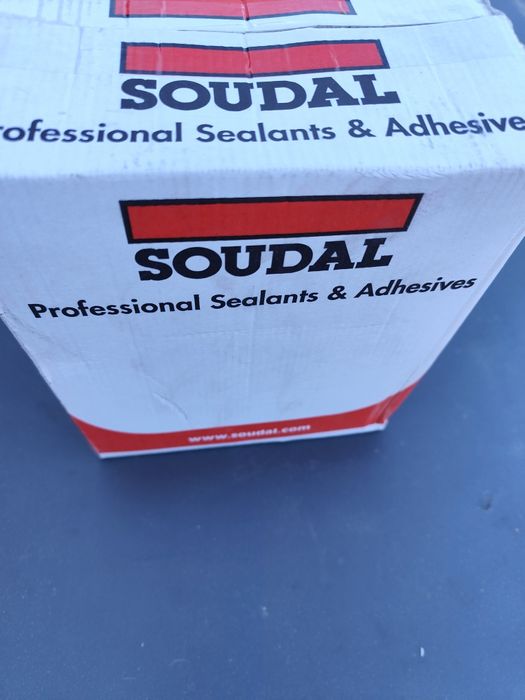 SOUDAL
rofessional Sealants & Adhesive
SOUDAL
Professional Sealants & Adhesives
www.soudal.com